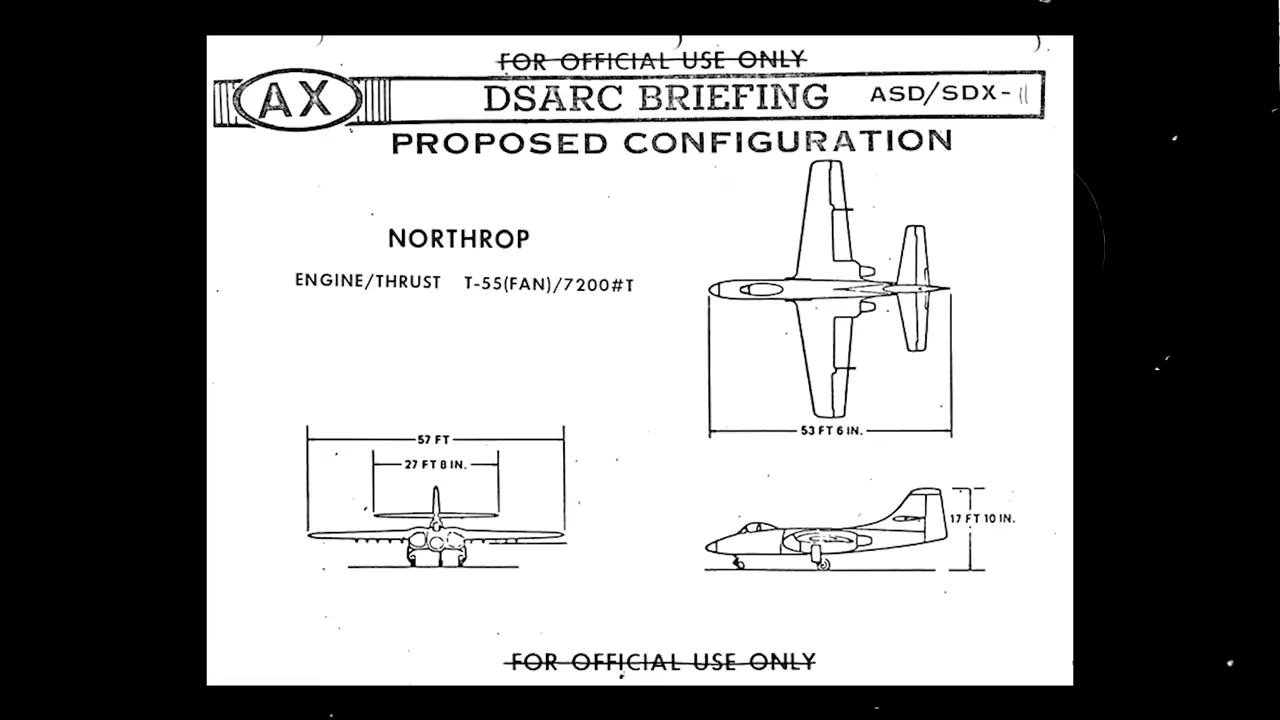 FOR OFFICIAL USE ONLY
AX
DSARC BRIEFING
ASD/SDX-11
PROPOSED CONFIGURATION
NORTHROP
ENGINE/THRUST T-55(FAN)/7200#T
53 FT 6 IN.
57 FT
27 FT 8 IN.
17 FT 10 IN.
FOR OFFICIAL USE ONLY